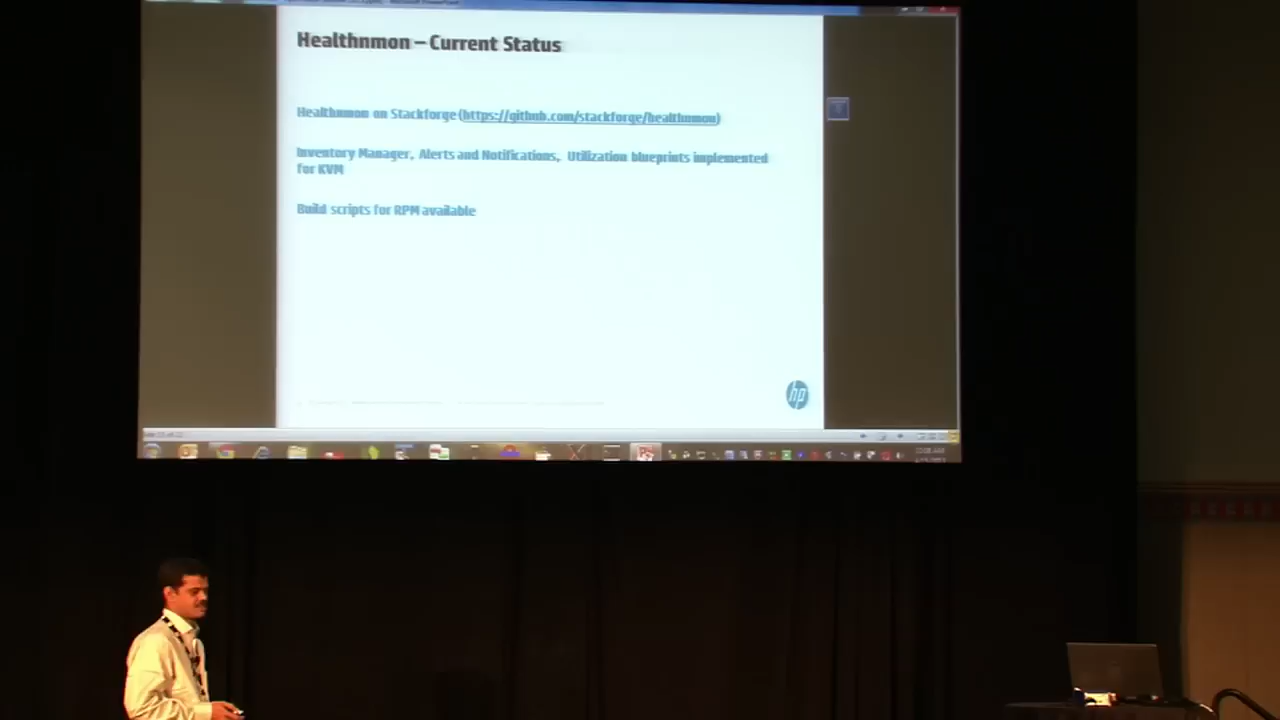 Healthnmon – Current Status
Healthnmon on Stackforge (https://github.com/stackforge/healthnmon)
Inventory Manager, Alerts and Notifications, Utilization blueprints implemented
for KVM
Build scripts for RPM available
hp